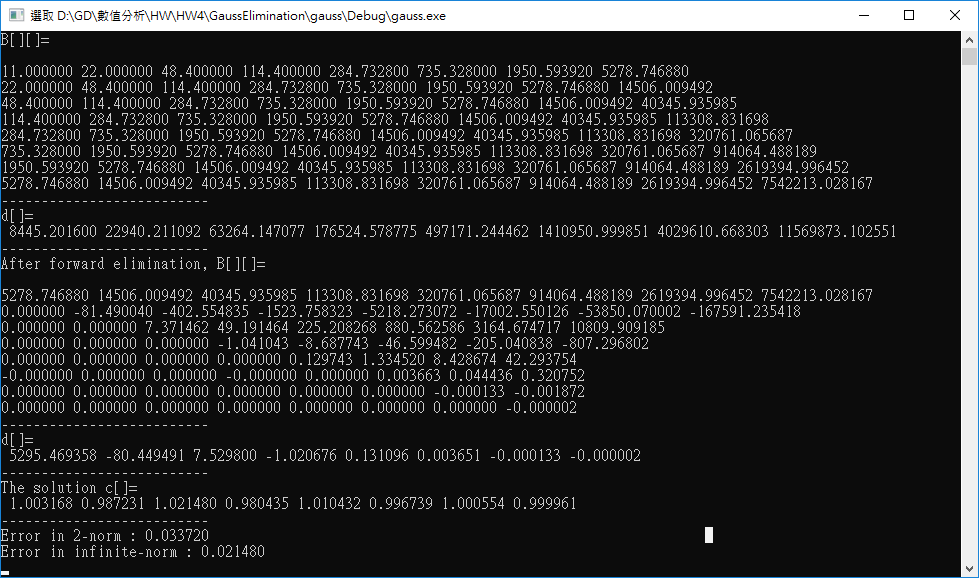 選取 D:\GD\數值分析\HW\HW4\GaussElimination\gauss\Debug\gauss.exe
B[][]=
11.000000 22.000000 48.400000 114.400000 284.732800 735.328000 1950.593920 5278.746880
22.000000 48.400000 114.400000 284.732800 735.328000 1950.593920 5278.746880 14506.009492
48.400000 114.400000 284.732800 735.328000 1950.593920 5278.746880 14506.009492 40345.935985
114.400000 284.732800 735.328000 1950.593920 5278.746880 14506.009492 40345.935985 113308.831698
284.732800 735.328000 1950.593920 5278.746880 14506.009492 40345.935985 113308.831698 320761.065687
735.328000 1950.593920 5278.746880 14506.009492 40345.935985 113308.831698 320761.065687 914064.488189
1950.593920 5278.746880 14506.009492 40345.935985 113308.831698 320761.065687 914064.488189 2619394.996452
5278.746880 14506.009492 40345.935985 113308.831698 320761.065687 914064.488189 2619394.996452 7542213.028167
--------------------------
d[]=
8445.201600 22940.211092 63264.147077 176524.578775 497171.244462 1410950.999851 4029610.668303 11569873.102551
--------------------------
After forward elimination, B[][]=
5278.746880 14506.009492 40345.935985 113308.831698 320761.065687 914064.488189 2619394.996452 7542213.028167
0.000000 -81.490040 -402.554835 -1523.758323 -5218.273072 -17002.550126 -53850.070002 -167591.235418
0.000000 0.000000 7.371462 49.191464 225.208268 880.562586 3164.674717 10809.909185
0.000000 0.000000 0.000000 -1.041043 -8.687743 -46.599482 -205.040838 -807.296802
0.000000 0.000000 0.000000 0.000000 0.129743 1.334520 8.428674 42.293754
-0.000000 0.000000 0.000000 -0.000000 0.000000 0.003663 0.044436 0.320752
0.000000 0.000000 0.000000 0.000000 0.000000 0.000000 -0.000133 -0.001872
0.000000 0.000000 0.000000 0.000000 0.000000 0.000000 0.000000 -0.000002
--------------------------
d[]=
5295.469358 -80.449491 7.529800 -1.020676 0.131096 0.003651 -0.000133 -0.000002
--------------------------
The solution c[]=
1.003168 0.987231 1.021480 0.980435 1.010432 0.996739 1.000554 0.999961
--------------------------
Error in 2-norm : 0.033720
Error in infinite-norm : 0.021480